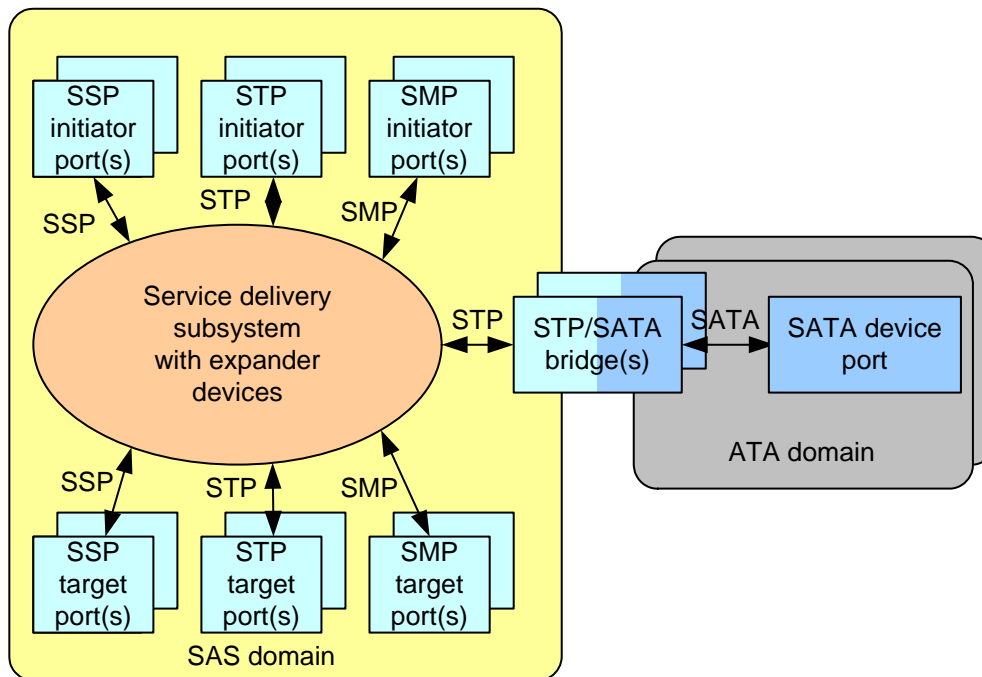 SSP
initiator
port(s)
STP
initiator
port(s)
SMP
initiator
port(s)
SSP
STP
SMP
Service delivery
subsystem
with expander
devices
STP
STP/SATA
bridge(s)
SATA
SATA device
port
ATA domain
SSP
STP
SMP
SSP
target
port(s)
STP
target
port(s)
SMP
target
port(s)
SAS domain